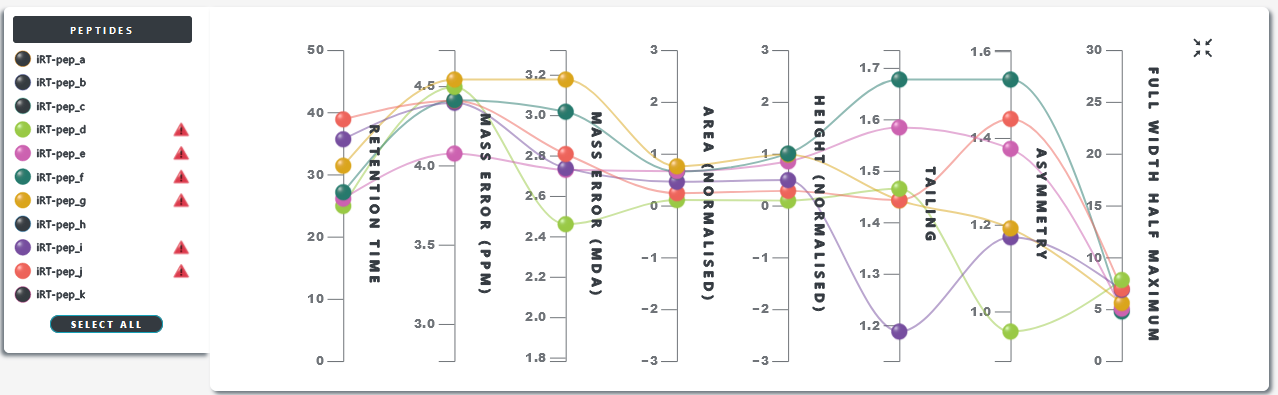 PEPTIDES
iRT-pep_a
iRT-pep_b
iRT-pep_c
iRT-pep_d
iRT-pep_e
iRT-pep_f
iRT-pep_g
iRT-pep_h
iRT-pep_i
iRT-pep_j
iRT-pep_k
SELECT ALL
50
40
30
20
10
0
RETENTION TIME
4.5
4.0
3.5
3.0
MASS ERROR (PPM)
3.2
3.0
2.8
2.6
2.4
2.2
2.0
1.8
MASS ERROR (MDA)
3
2
1
0
−1
−2
−3
AREA (NORMALISED)
3
2
1
0
−1
−2
−3
HEIGHT (NORMALISED)
1.7
1.6
1.5
1.4
1.3
1.2
TAILING
1.6
1.4
1.2
1.0
ASYMMETRY
30
25
20
15
10
5
0
FULL WIDTH HALF MAXIMUM